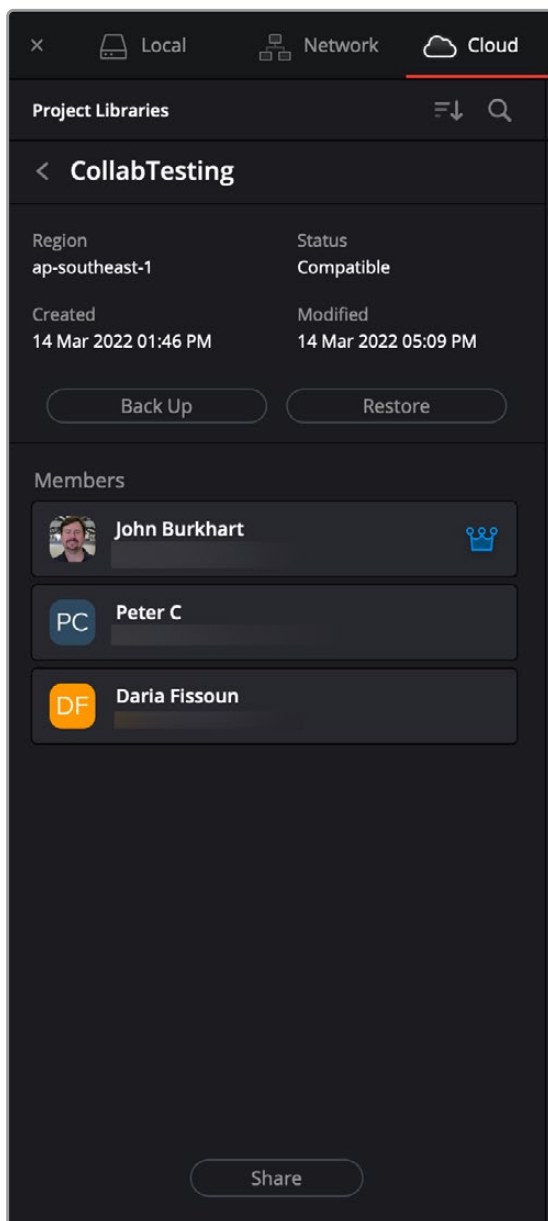 Local Network Cloud
Project Libraries
CollabTesting
Region Status
ap-southeast-1 Compatible
Created Modified
14 Mar 2022 01:46 PM 14 Mar 2022 05:09 PM
Back Up Restore
Members
John Burkhart
PC Peter C
DF Daria Fissoun
Share